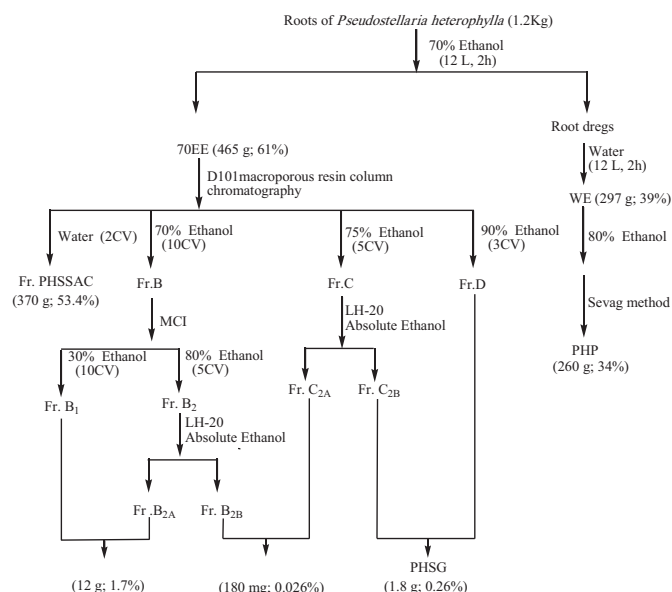 Roots of Pseudostellaria heterophylla (1.2Kg)
70% Ethanol
(12 L, 2h)
70EE (465 g; 61%)
Root dregs
Water
(12 L, 2h)
WE (297 g; 39%)
80% Ethanol
Sevag method
PHP
(260 g; 34%)
D101macroporous resin column
chromatography
Water (2CV)
70% Ethanol
(10CV)
75% Ethanol
(5CV)
90% Ethanol
(3CV)
Fr. PHSSAC
(370 g; 53.4%)
Fr.B
Fr.C
Fr.D
MCI
LH-20
Absolute Ethanol
30% Ethanol
(10CV)
80% Ethanol
(5CV)
Fr. B1
Fr. B2
Fr. C2A
Fr. C2B
LH-20
Absolute Ethanol
Fr .B2A
Fr. B2B
(12 g; 1.7%)
(180 mg; 0.026%)
PHSG
(1.8 g; 0.26%)